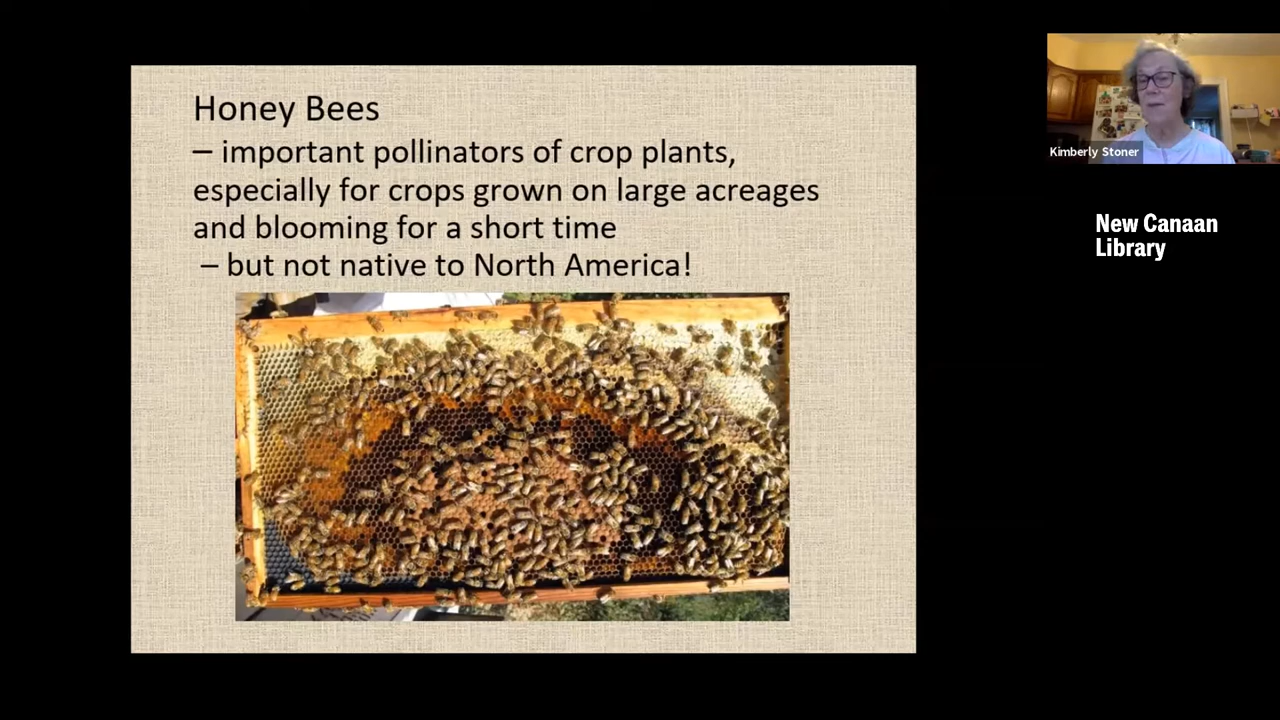 Honey Bees
– important pollinators of crop plants,
especially for crops grown on large acreages
and blooming for a short time
– but not native to North America!
Kimberly Stoner
New Canaan
Library